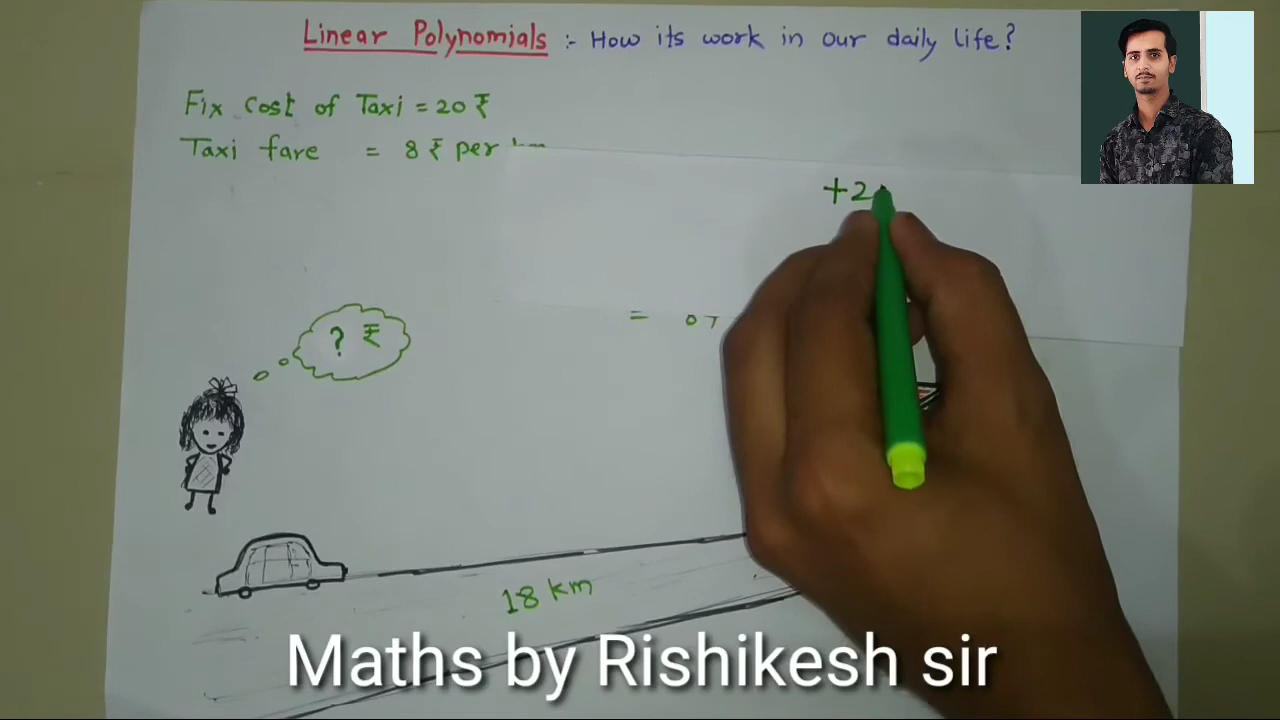 Linear Polynomials :- How its work in our daily life?
Fix cost of Taxi = 20 ₹
Taxi fare = 8 ₹ per
+2
=
? ₹
18 km
Maths by Rishikesh sir